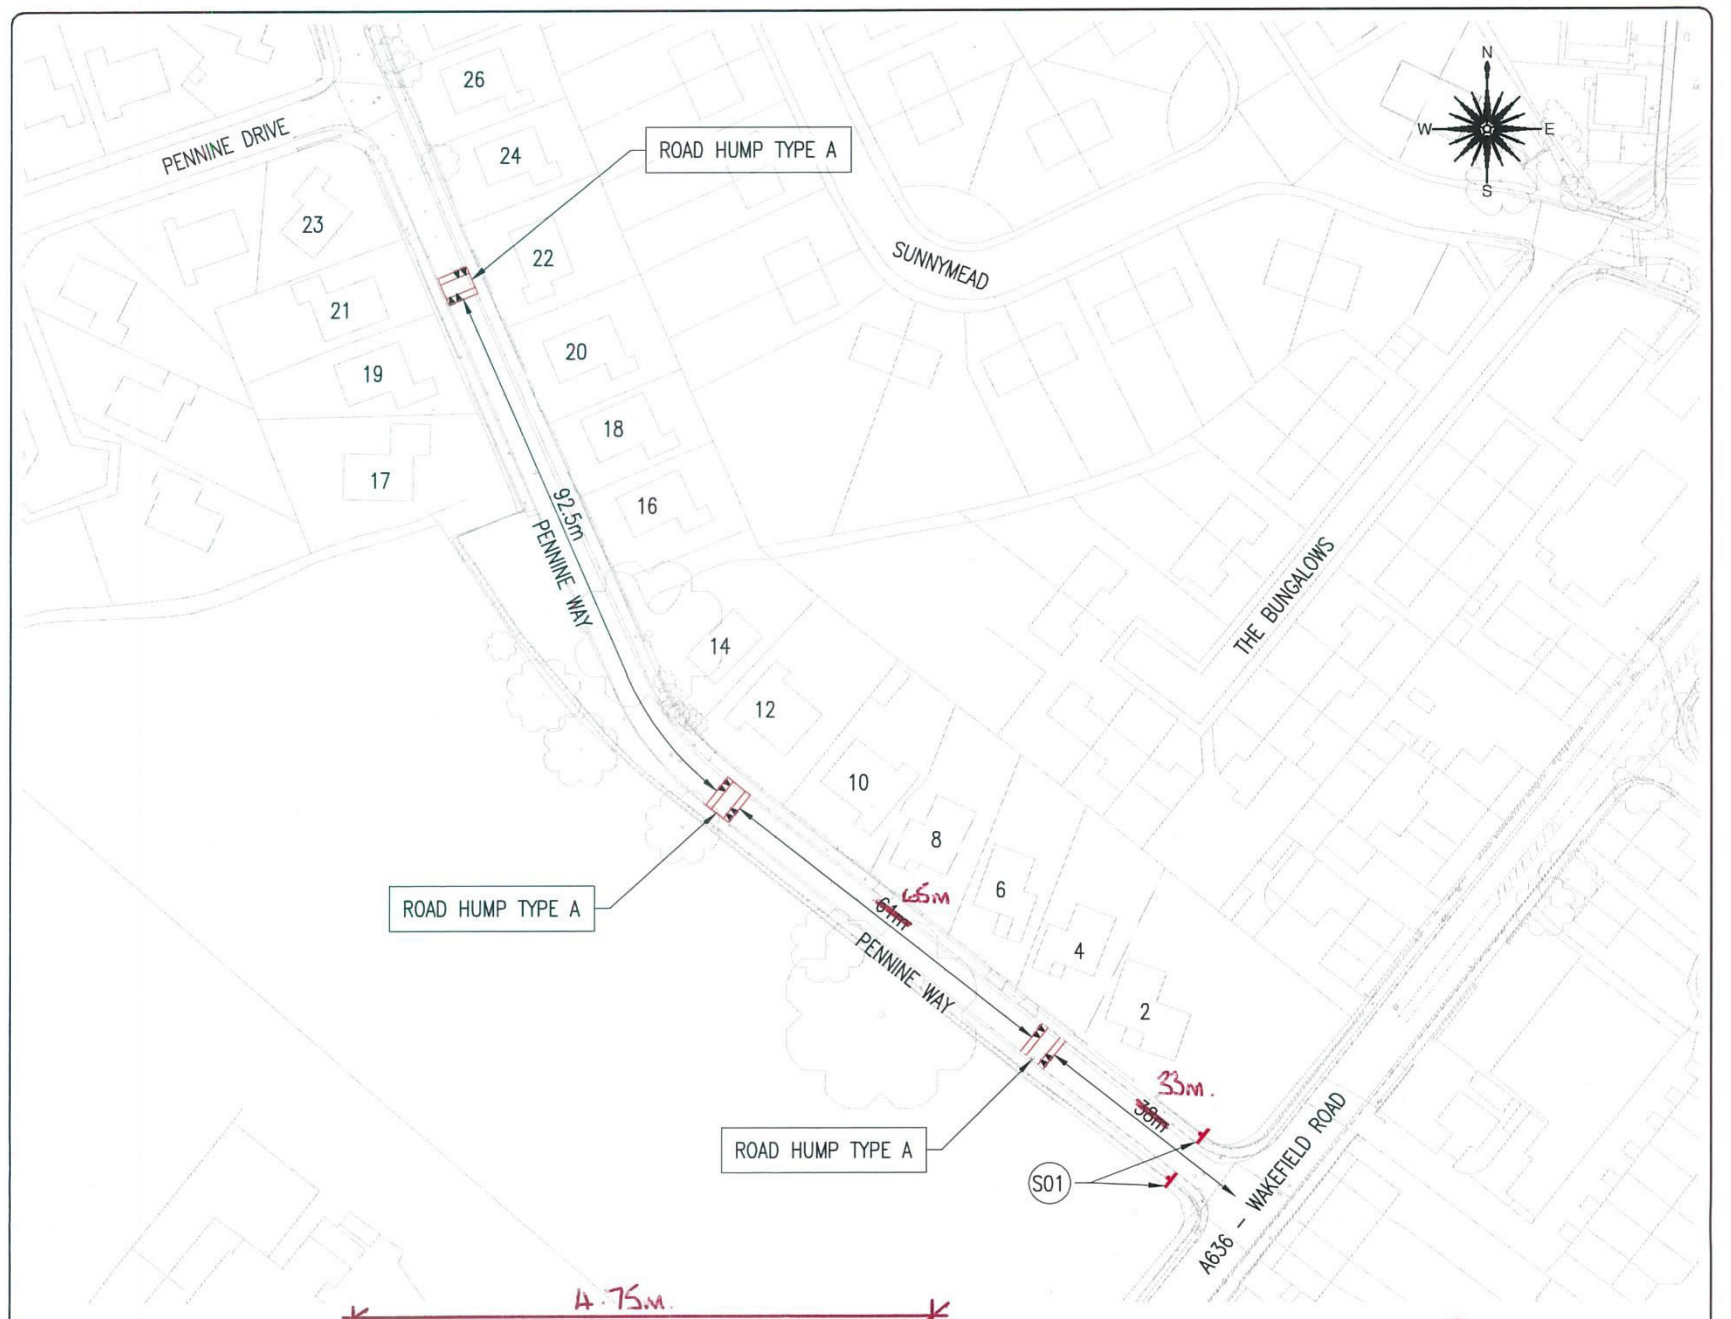 N
W E
S
26
PENNINE DRIVE
24
ROAD HUMP TYPE A
23
22
SUNNYMEAD
21
20
19
18
17
16
92.5m
PENNINE WAY
THE BUNGALOWS
14
12
10
8
6
65m
61m
ROAD HUMP TYPE A
PENNINE WAY
4
2
33m.
38m
ROAD HUMP TYPE A
S01
A636 - WAKEFIELD ROAD
4.75m.